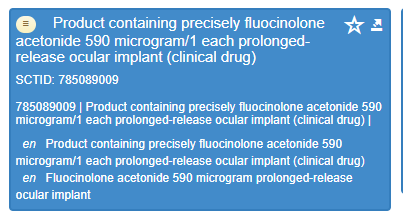 Product containing precisely fluocinolone
acetonide 590 microgram/1 each prolonged-
release ocular implant (clinical drug)
SCTID: 785089009
785089009 | Product containing precisely fluocinolone acetonide 590
microgram/1 each prolonged-release ocular implant (clinical drug) |
en Product containing precisely fluocinolone acetonide 590
microgram/1 each prolonged-release ocular implant (clinical drug)
en Fluocinolone acetonide 590 microgram prolonged-release
ocular implant